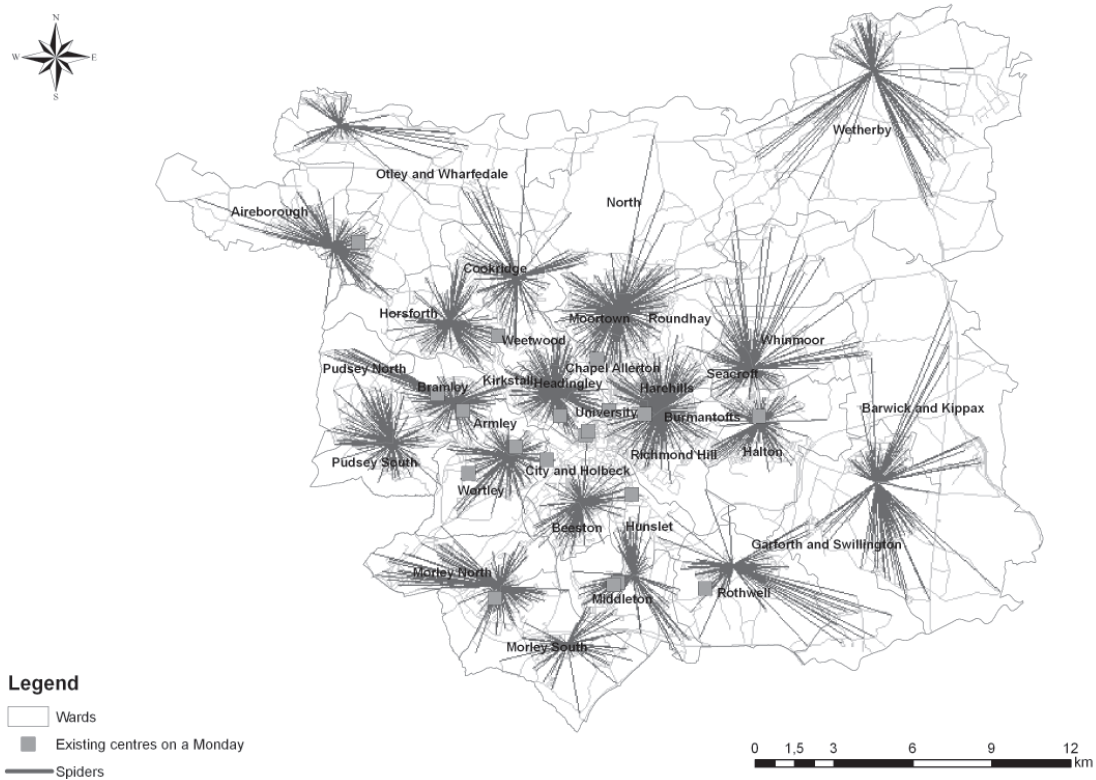 N
W E
S
Wetherby
Otley and Wharfedale
North
Aireborough
Cookridge
Horsforth
Moortown
Roundhay
Weetwood
Whinmoor
Pudsey North
Chapel Allerton
Seacroft
Bramley
Kirkstall
Headingley
Harehills
Barwick and Kippax
University
Burmantofts
Armley
Richmond Hill
Halton
Pudsey South
City and Holbeck
Wortley
Beeston
Hunslet
Garforth and Swillington
Morley North
Middleton
Rothwell
Morley South
Legend
Wards
Existing centres on a Monday
Spiders
0 1,5 3 6 9 12
km